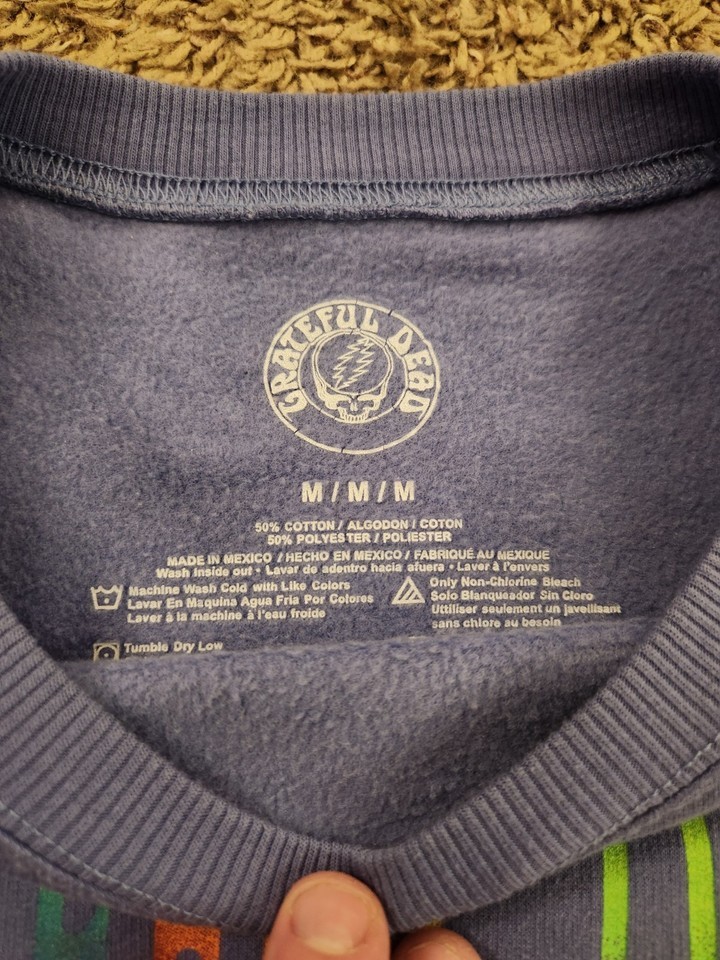 GRATEFUL DEAD
M / M / M
50% COTTON / ALGODON / COTON
50% POLYESTER / POLIESTER
MADE IN MEXICO / HECHO EN MEXICO / FABRIQUÉ AU MEXIQUE
Wash inside out • Lavar de adentro hacia afuera • Laver à l'envers
Machine Wash Cold with Like Colors
Lavar En Maquina Agua Fria Por Colores
Laver à la machine à l'eau froide
Only Non-Chlorine Bleach
Solo Blanqueador Sin Cloro
Uttiliser seulement un javellisant
sans chlore au besoin
Tumble Dry Low